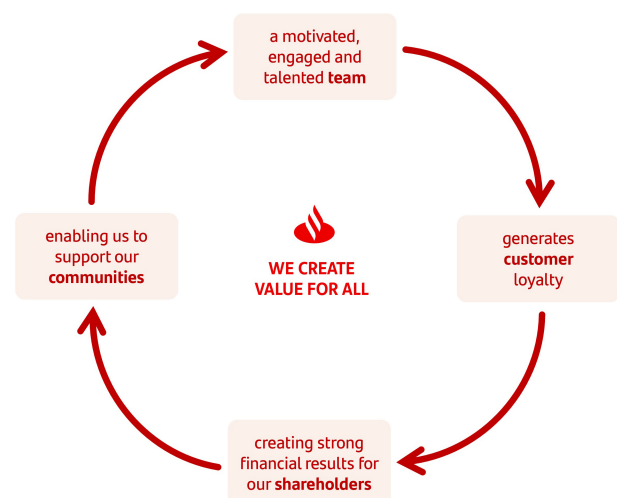 a motivated,
engaged and
talented team
generates
customer
loyalty
creating strong
financial results for
our shareholders
enabling us to
support our
communities
WE CREATE
VALUE FOR ALL